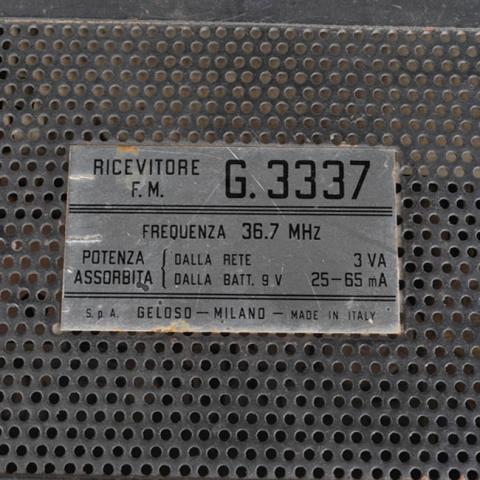 RICEVITORE F.M. G.3337
FREQUENZA 36.7 MHz
POTENZA ASSORBITA { DALLA RETE 3 VA
DALLA BATT. 9 V 25-65 mA
S.p.A. GELOSO - MILANO - MADE IN ITALY